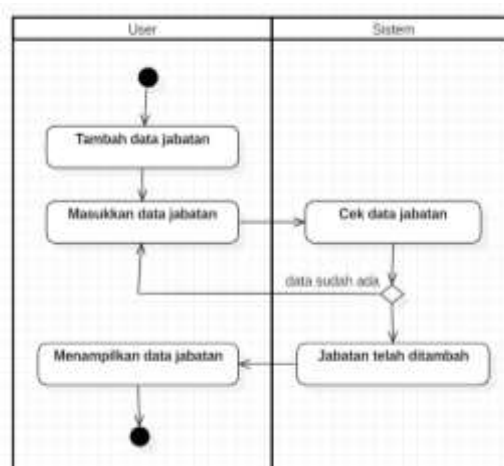 User
Sistem
Tambah data jabatan
Masukkan data jabatan
Cek data jabatan
data sudah ada
Menampilkan data jabatan
Jabatan telah ditambah